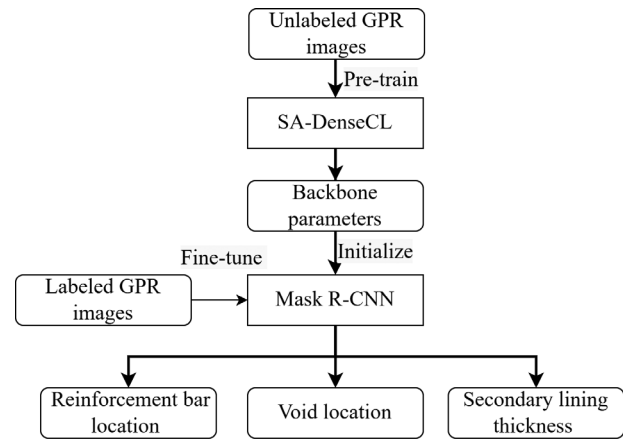 Unlabeled GPR
images
Pre-train
SA-DenseCL
Backbone
parameters
Fine-tune
Initialize
Labeled GPR
images
Mask R-CNN
Reinforcement bar
location
Void location
Secondary lining
thickness